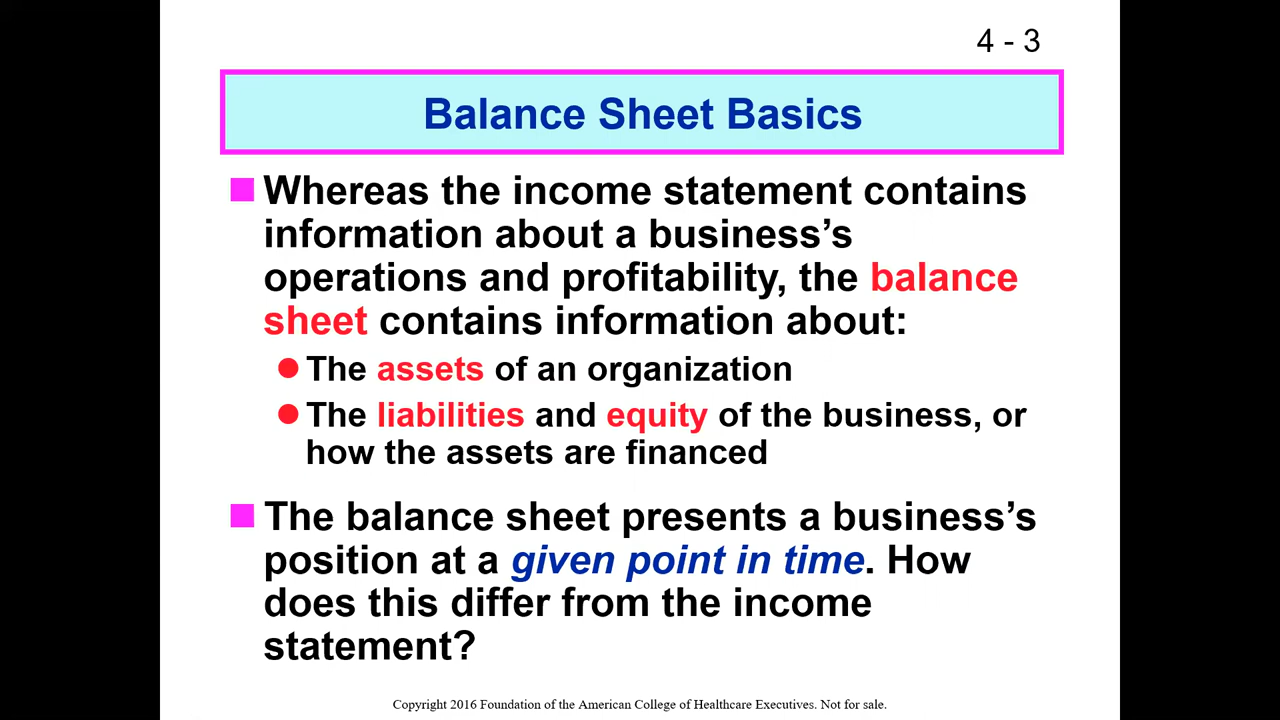 4 - 3
Balance Sheet Basics
Whereas the income statement contains
information about a business’s
operations and profitability, the balance
sheet contains information about:
The assets of an organization
The liabilities and equity of the business, or
how the assets are financed
The balance sheet presents a business’s
position at a given point in time. How
does this differ from the income
statement?
Copyright 2016 Foundation of the American College of Healthcare Executives. Not for sale.